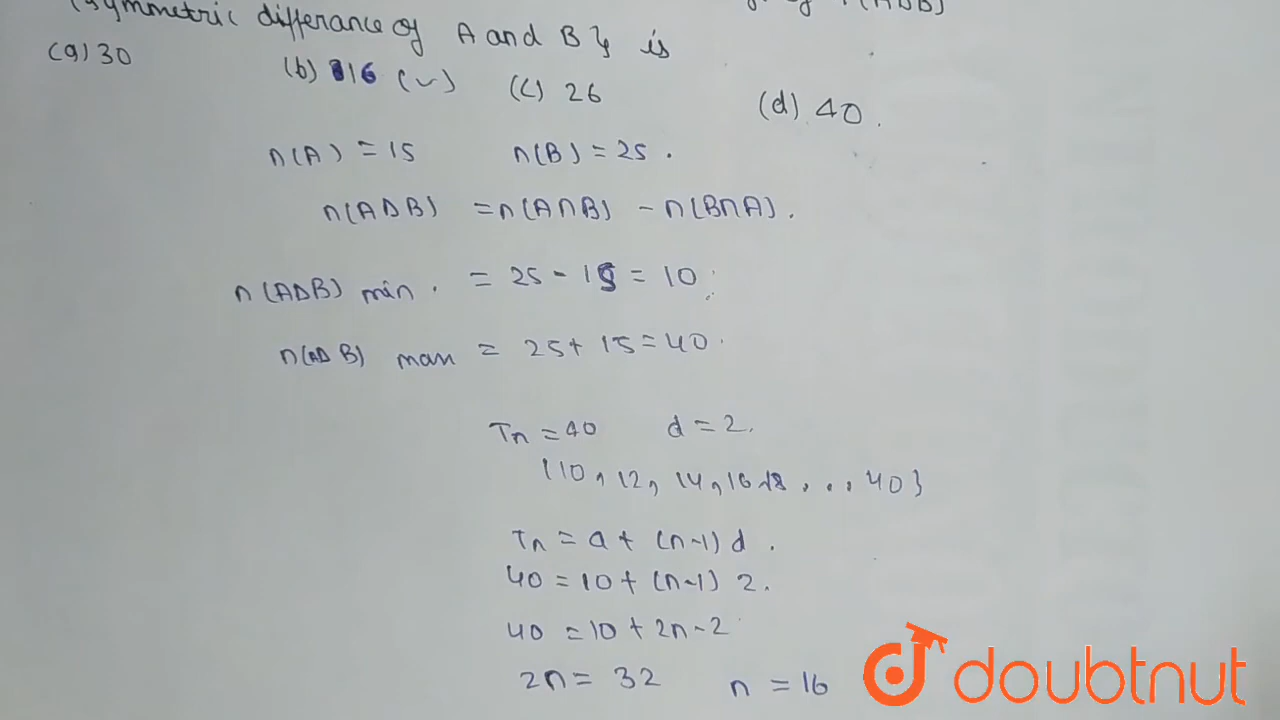 (Symmetric differance of A and B } is
(a) 30 (b) 16 (✓) (c) 26 (d) 40.
n(A) = 15 n(B) = 25.
n(AΔB) = n(A∩B) - n(B∩A).
n(AΔB) min. = 25 - 15 = 10.
n(AΔB) max = 25 + 15 = 40.
Tn = 40 d = 2.
{10, 12, 14, 16 18 . . , 40}
Tn = a + (n-1) d.
40 = 10 + (n-1) 2.
40 = 10 + 2n - 2
2n = 32 n = 16
doubtnut